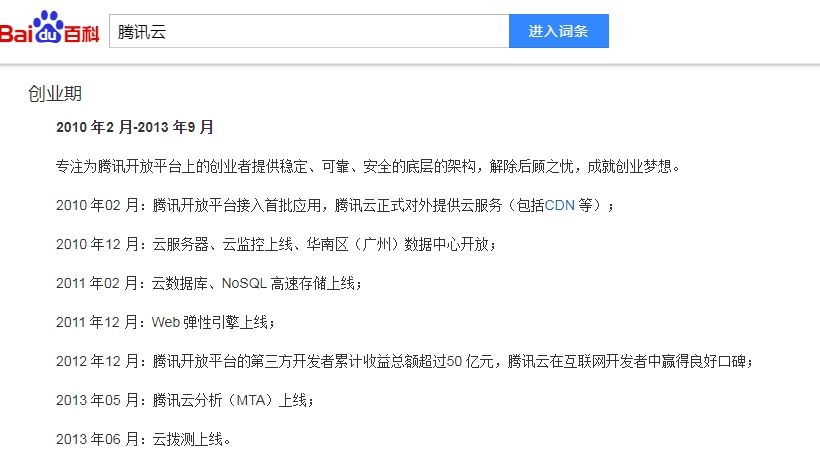 Bai du 百科 腾讯云 进入词条
创业期
2010 年2 月-2013 年9 月
专注为腾讯开放平台上的创业者提供稳定、可靠、安全的底层的架构，解除后顾之忧，成就创业梦想。
2010 年02 月：腾讯开放平台接入首批应用，腾讯云正式对外提供云服务（包括CDN 等）；
2010 年12 月：云服务器、云监控上线、华南区（广州）数据中心开放；
2011 年02 月：云数据库、NoSQL 高速存储上线；
2011 年12 月：Web 弹性引擎上线；
2012 年12 月：腾讯开放平台的第三方开发者累计收益总额超过50 亿元，腾讯云在互联网开发者中赢得良好口碑；
2013 年05 月：腾讯云分析（MTA）上线；
2013 年06 月：云拨测上线。